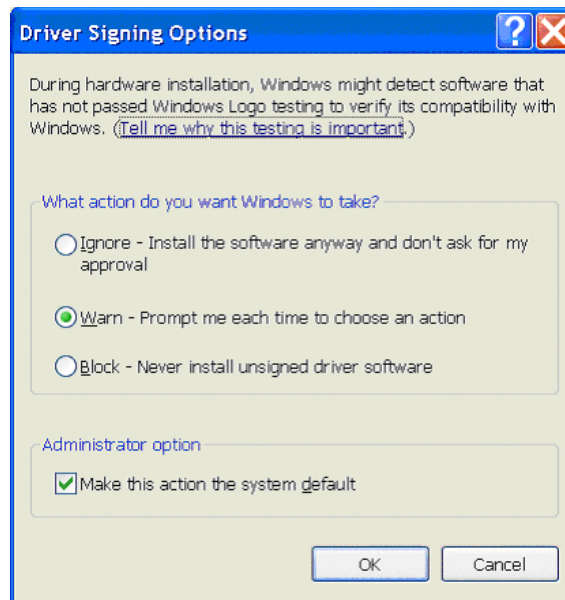 Driver Signing Options
During hardware installation, Windows might detect software that
has not passed Windows Logo testing to verify its compatibility with
Windows. (Tell me why this testing is important.)
What action do you want Windows to take?
Ignore - Install the software anyway and don't ask for my
approval
Warn - Prompt me each time to choose an action
Block - Never install unsigned driver software
Administrator option
Make this action the system default
OK Cancel